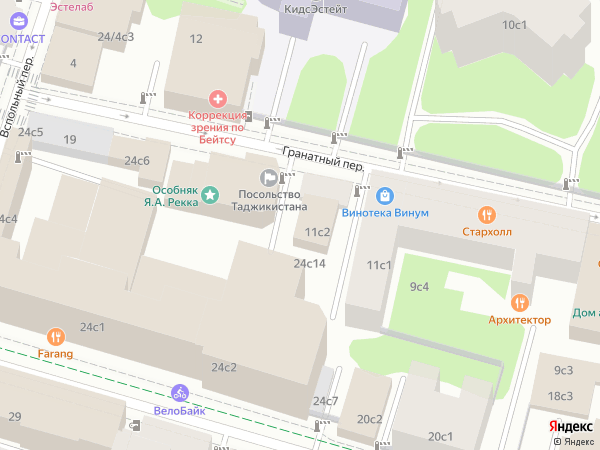 Эстелаб
КидсЭстейт
10с1
CONTACT
24/4с3
12
4
Вспольный пер.
Коррекция
зрения по
Бейтсу
24с5
19
24с6
Гранатный пер.
Особняк
Я.А. Рекка
Посольство
Таджикистана
Винотека Винум
Стархолл
4с4
11с2
24с14
11с1
9с4
Архитектор
Дом а
24с1
Farang
24с2
9с3
18с3
ВелоБайк
24с7
29
20с2
20с1
Яндекс
© Яндекс